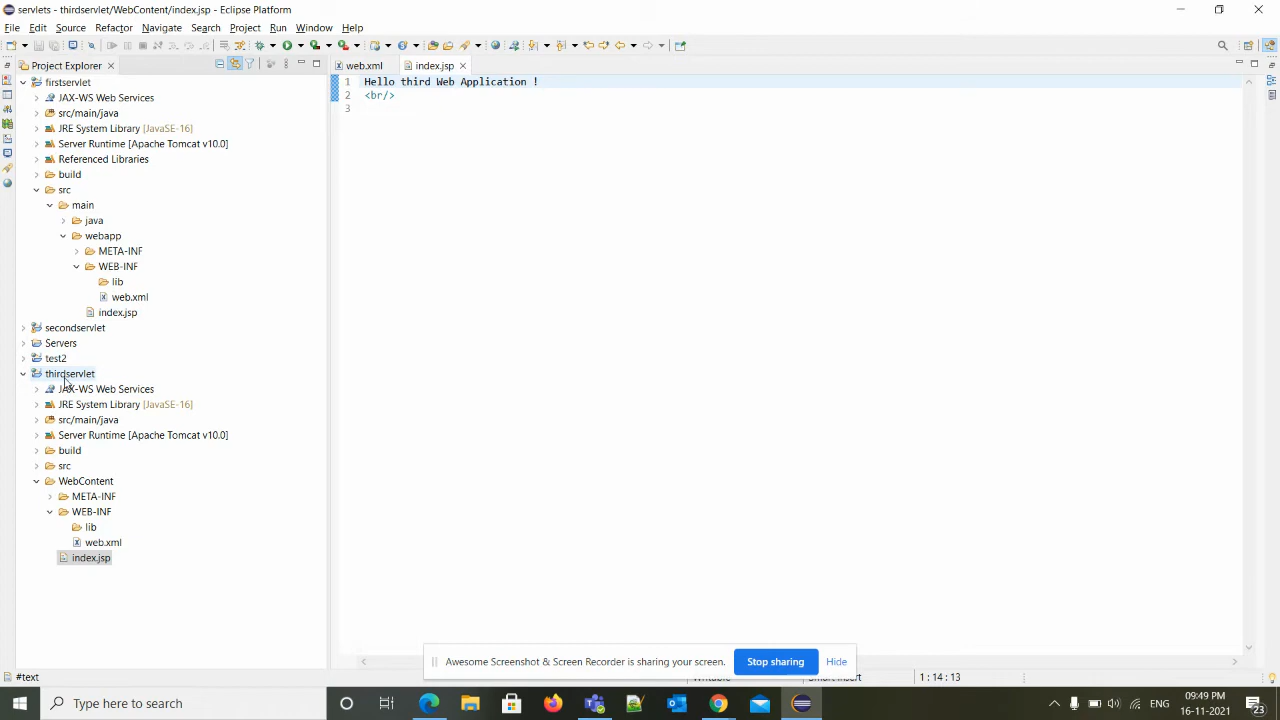 servlets - thirdservlet/WebContent/index.jsp - Eclipse Platform
File Edit Source Refactor Navigate Search Project Run Window Help
Project Explorer
web.xml
index.jsp
firstservlet
JAX-WS Web Services
src/main/java
JRE System Library [JavaSE-16]
Server Runtime [Apache Tomcat v10.0]
Referenced Libraries
build
src
main
java
webapp
META-INF
WEB-INF
lib
web.xml
index.jsp
secondservlet
Servers
test2
thirdservlet
JAX-WS Web Services
JRE System Library [JavaSE-16]
src/main/java
Server Runtime [Apache Tomcat v10.0]
build
src
WebContent
META-INF
WEB-INF
lib
web.xml
index.jsp
1 Hello third Web Application !
2 <br/>
3
Awesome Screenshot & Screen Recorder is sharing your screen. Stop sharing Hide
#text
1 : 14 : 13
Type here to search
ENG
09:49 PM
16-11-2021
23